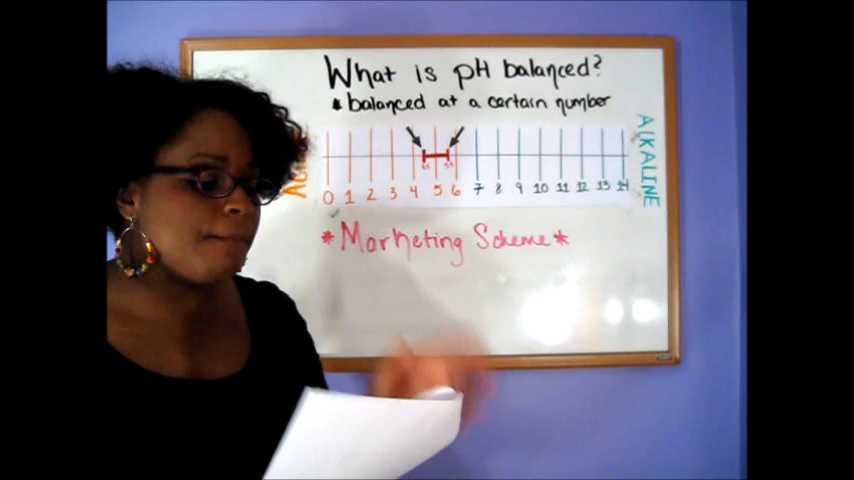 What is pH balanced?
* balanced at a certain number
0 1 2 3 4 5 6 7 8 9 10 11 12 13 14
ALKALINE
* Marketing Scheme *